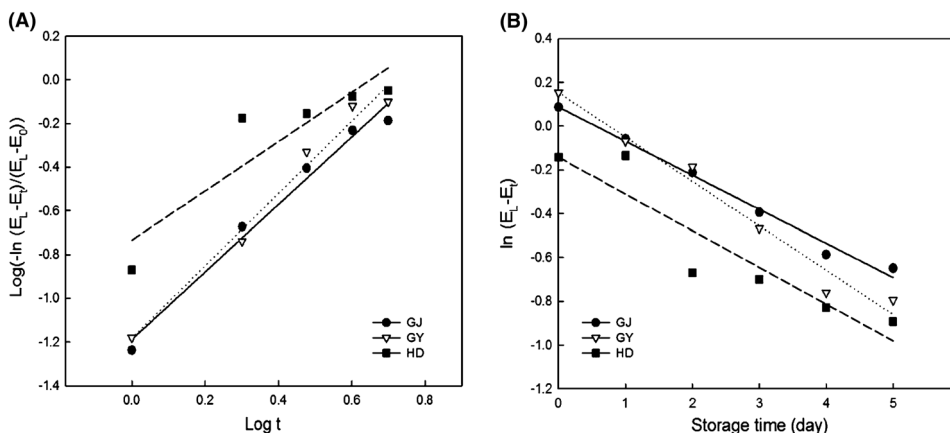 (A)
Log(-ln (E_L-E_t)/(E_L-E_0))
0.2
0.0
-0.2
-0.4
-0.6
-0.8
-1.0
-1.2
-1.4
GJ
GY
HD
0.0 0.2 0.4 0.6 0.8
Log t
(B)
ln (E_L-E_t)
0.4
0.2
0.0
-0.2
-0.4
-0.6
-0.8
-1.0
-1.2
GJ
GY
HD
0 1 2 3 4 5
Storage time (day)